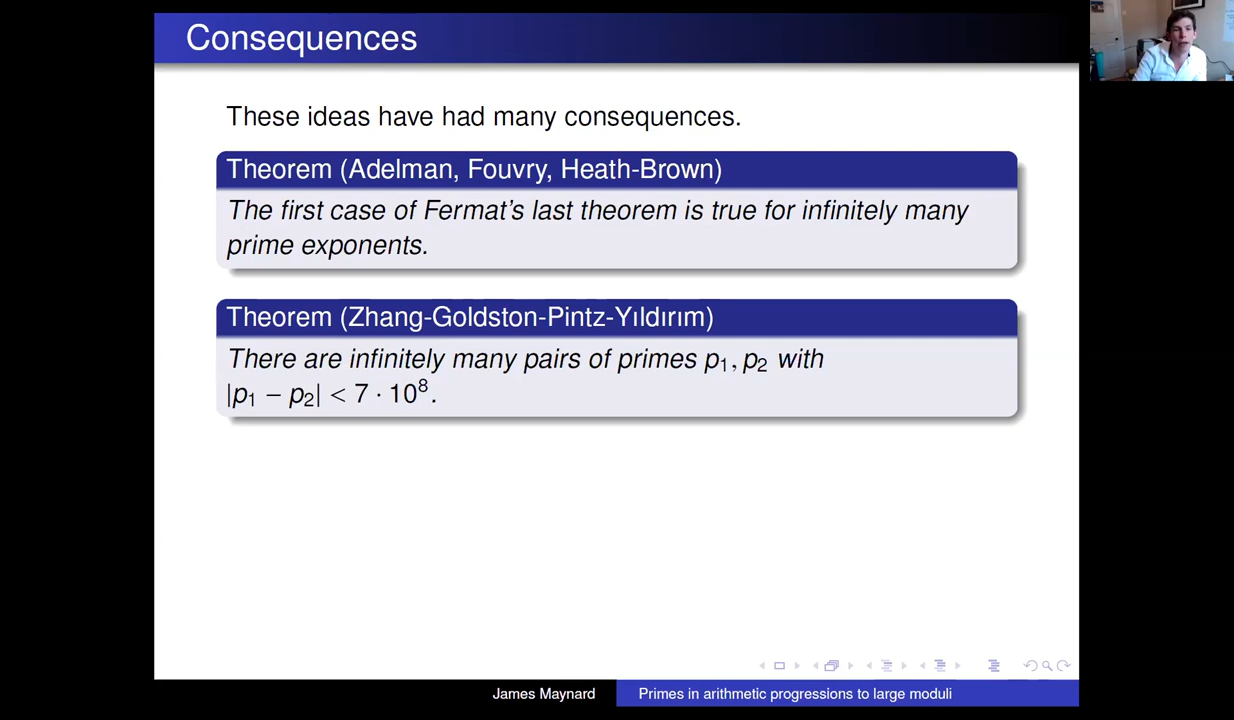 Consequences
These ideas have had many consequences.
Theorem (Adelman, Fouvry, Heath-Brown)
The first case of Fermat's last theorem is true for infinitely many
prime exponents.
Theorem (Zhang-Goldston-Pintz-Yıldırım)
There are infinitely many pairs of primes p₁, p₂ with
|p₁ − p₂| < 7 · 10⁸.
James Maynard
Primes in arithmetic progressions to large moduli